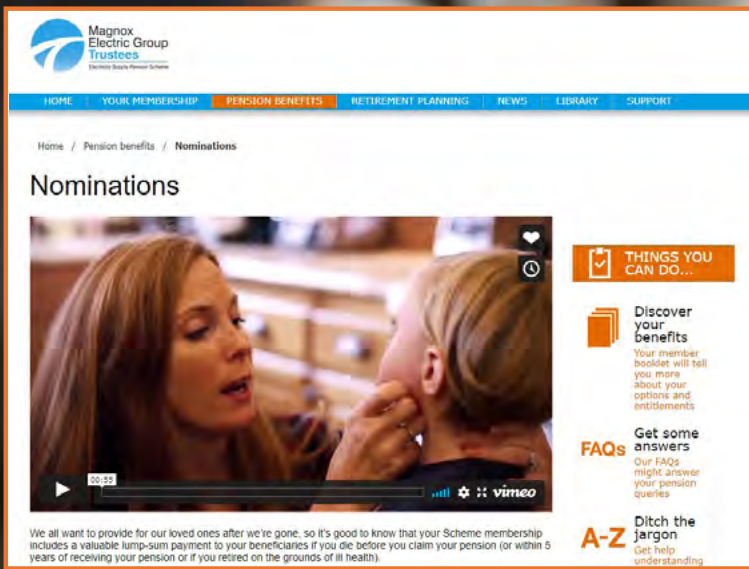 Magnox
Electric Group
Trustees
Electricity Supply Pension Scheme
HOME YOUR MEMBERSHIP PENSION BENEFITS RETIREMENT PLANNING NEWS LIBRARY SUPPORT
Home / Pension benefits / Nominations
Nominations
00:55
vimeo
We all want to provide for our loved ones after we're gone, so it's good to know that your Scheme membership
includes a valuable lump-sum payment to your beneficiaries if you die before you claim your pension (or within 5
years of receiving your pension or if you retired on the grounds of ill health).
THINGS YOU
CAN DO...
Discover
your
benefits
Your member
booklet will tell
you more
about your
options and
entitlements
FAQs
Get some
answers
Our FAQs
might answer
your pension
queries
A-Z
Ditch the
jargon
Get help
understanding